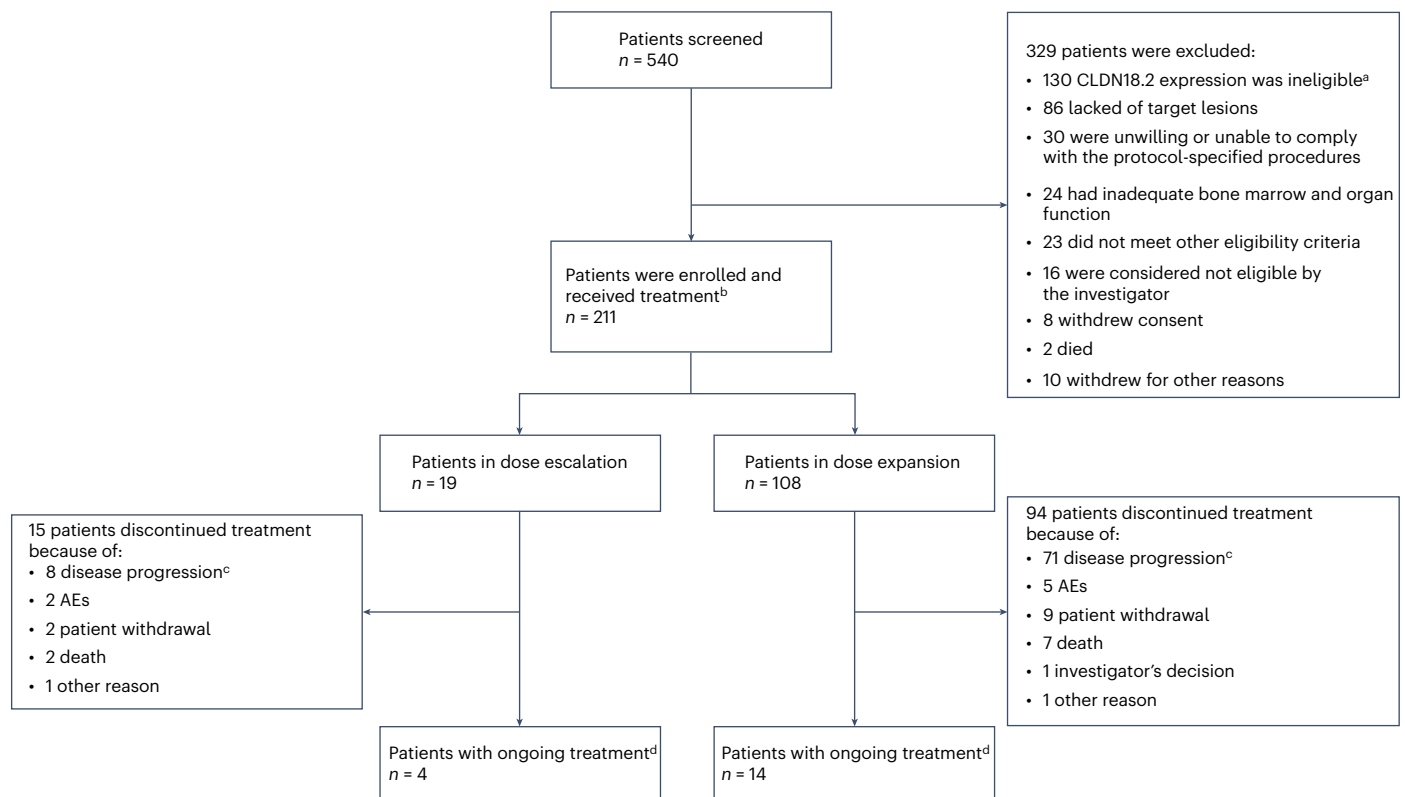 Patients screened
n = 540
329 patients were excluded:
• 130 CLDN18.2 expression was ineligibleᵃ
• 86 lacked of target lesions
• 30 were unwilling or unable to comply
with the protocol-specified procedures
• 24 had inadequate bone marrow and organ
function
• 23 did not meet other eligibility criteria
• 16 were considered not eligible by
the investigator
• 8 withdrew consent
• 2 died
• 10 withdrew for other reasons
Patients were enrolled and
received treatmentᵇ
n = 211
Patients in dose escalation
n = 19
Patients in dose expansion
n = 108
15 patients discontinued treatment
because of:
• 8 disease progressionᶜ
• 2 AEs
• 2 patient withdrawal
• 2 death
• 1 other reason
94 patients discontinued treatment
because of:
• 71 disease progressionᶜ
• 5 AEs
• 9 patient withdrawal
• 7 death
• 1 investigator’s decision
• 1 other reason
Patients with ongoing treatmentᵈ
n = 4
Patients with ongoing treatmentᵈ
n = 14